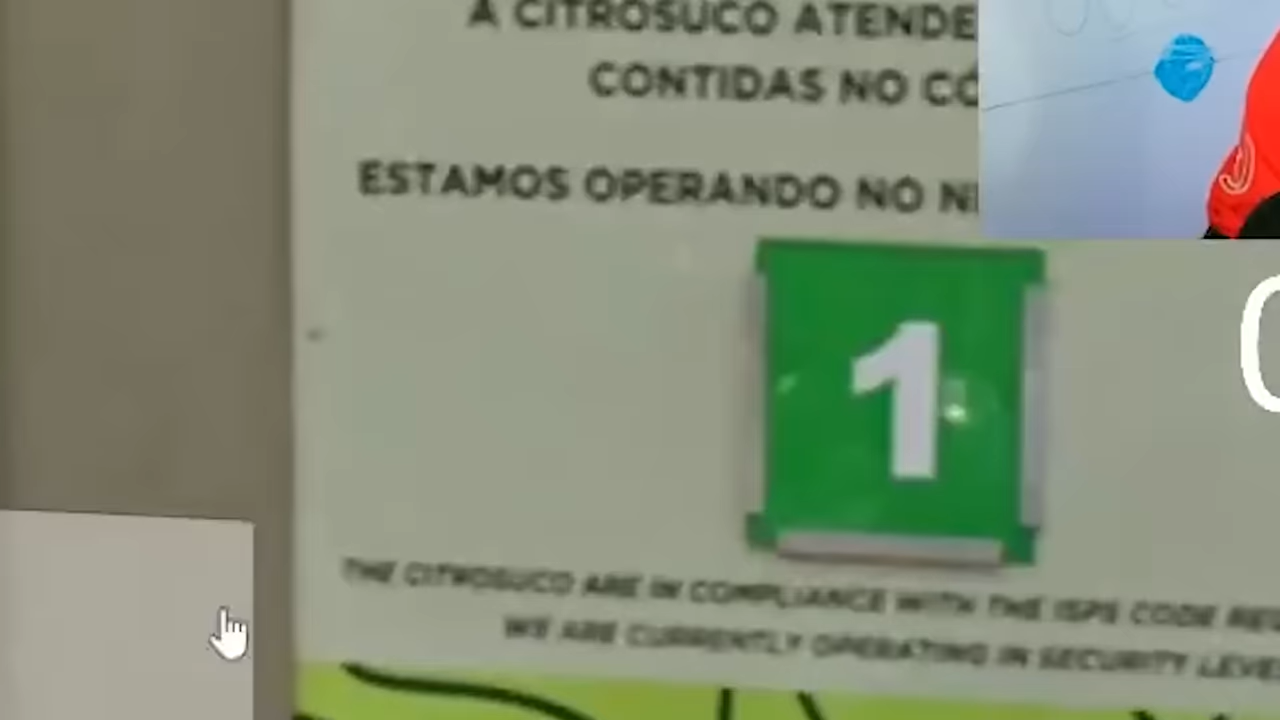 A CITROSUCO ATENDE
CONTIDAS NO CÓ
ESTAMOS OPERANDO NO
1
THE CITROSUCO ARE IN COMPLIANCE WITH THE ISPS CODE
WE ARE CURRENTLY OPERATING IN SECURITY